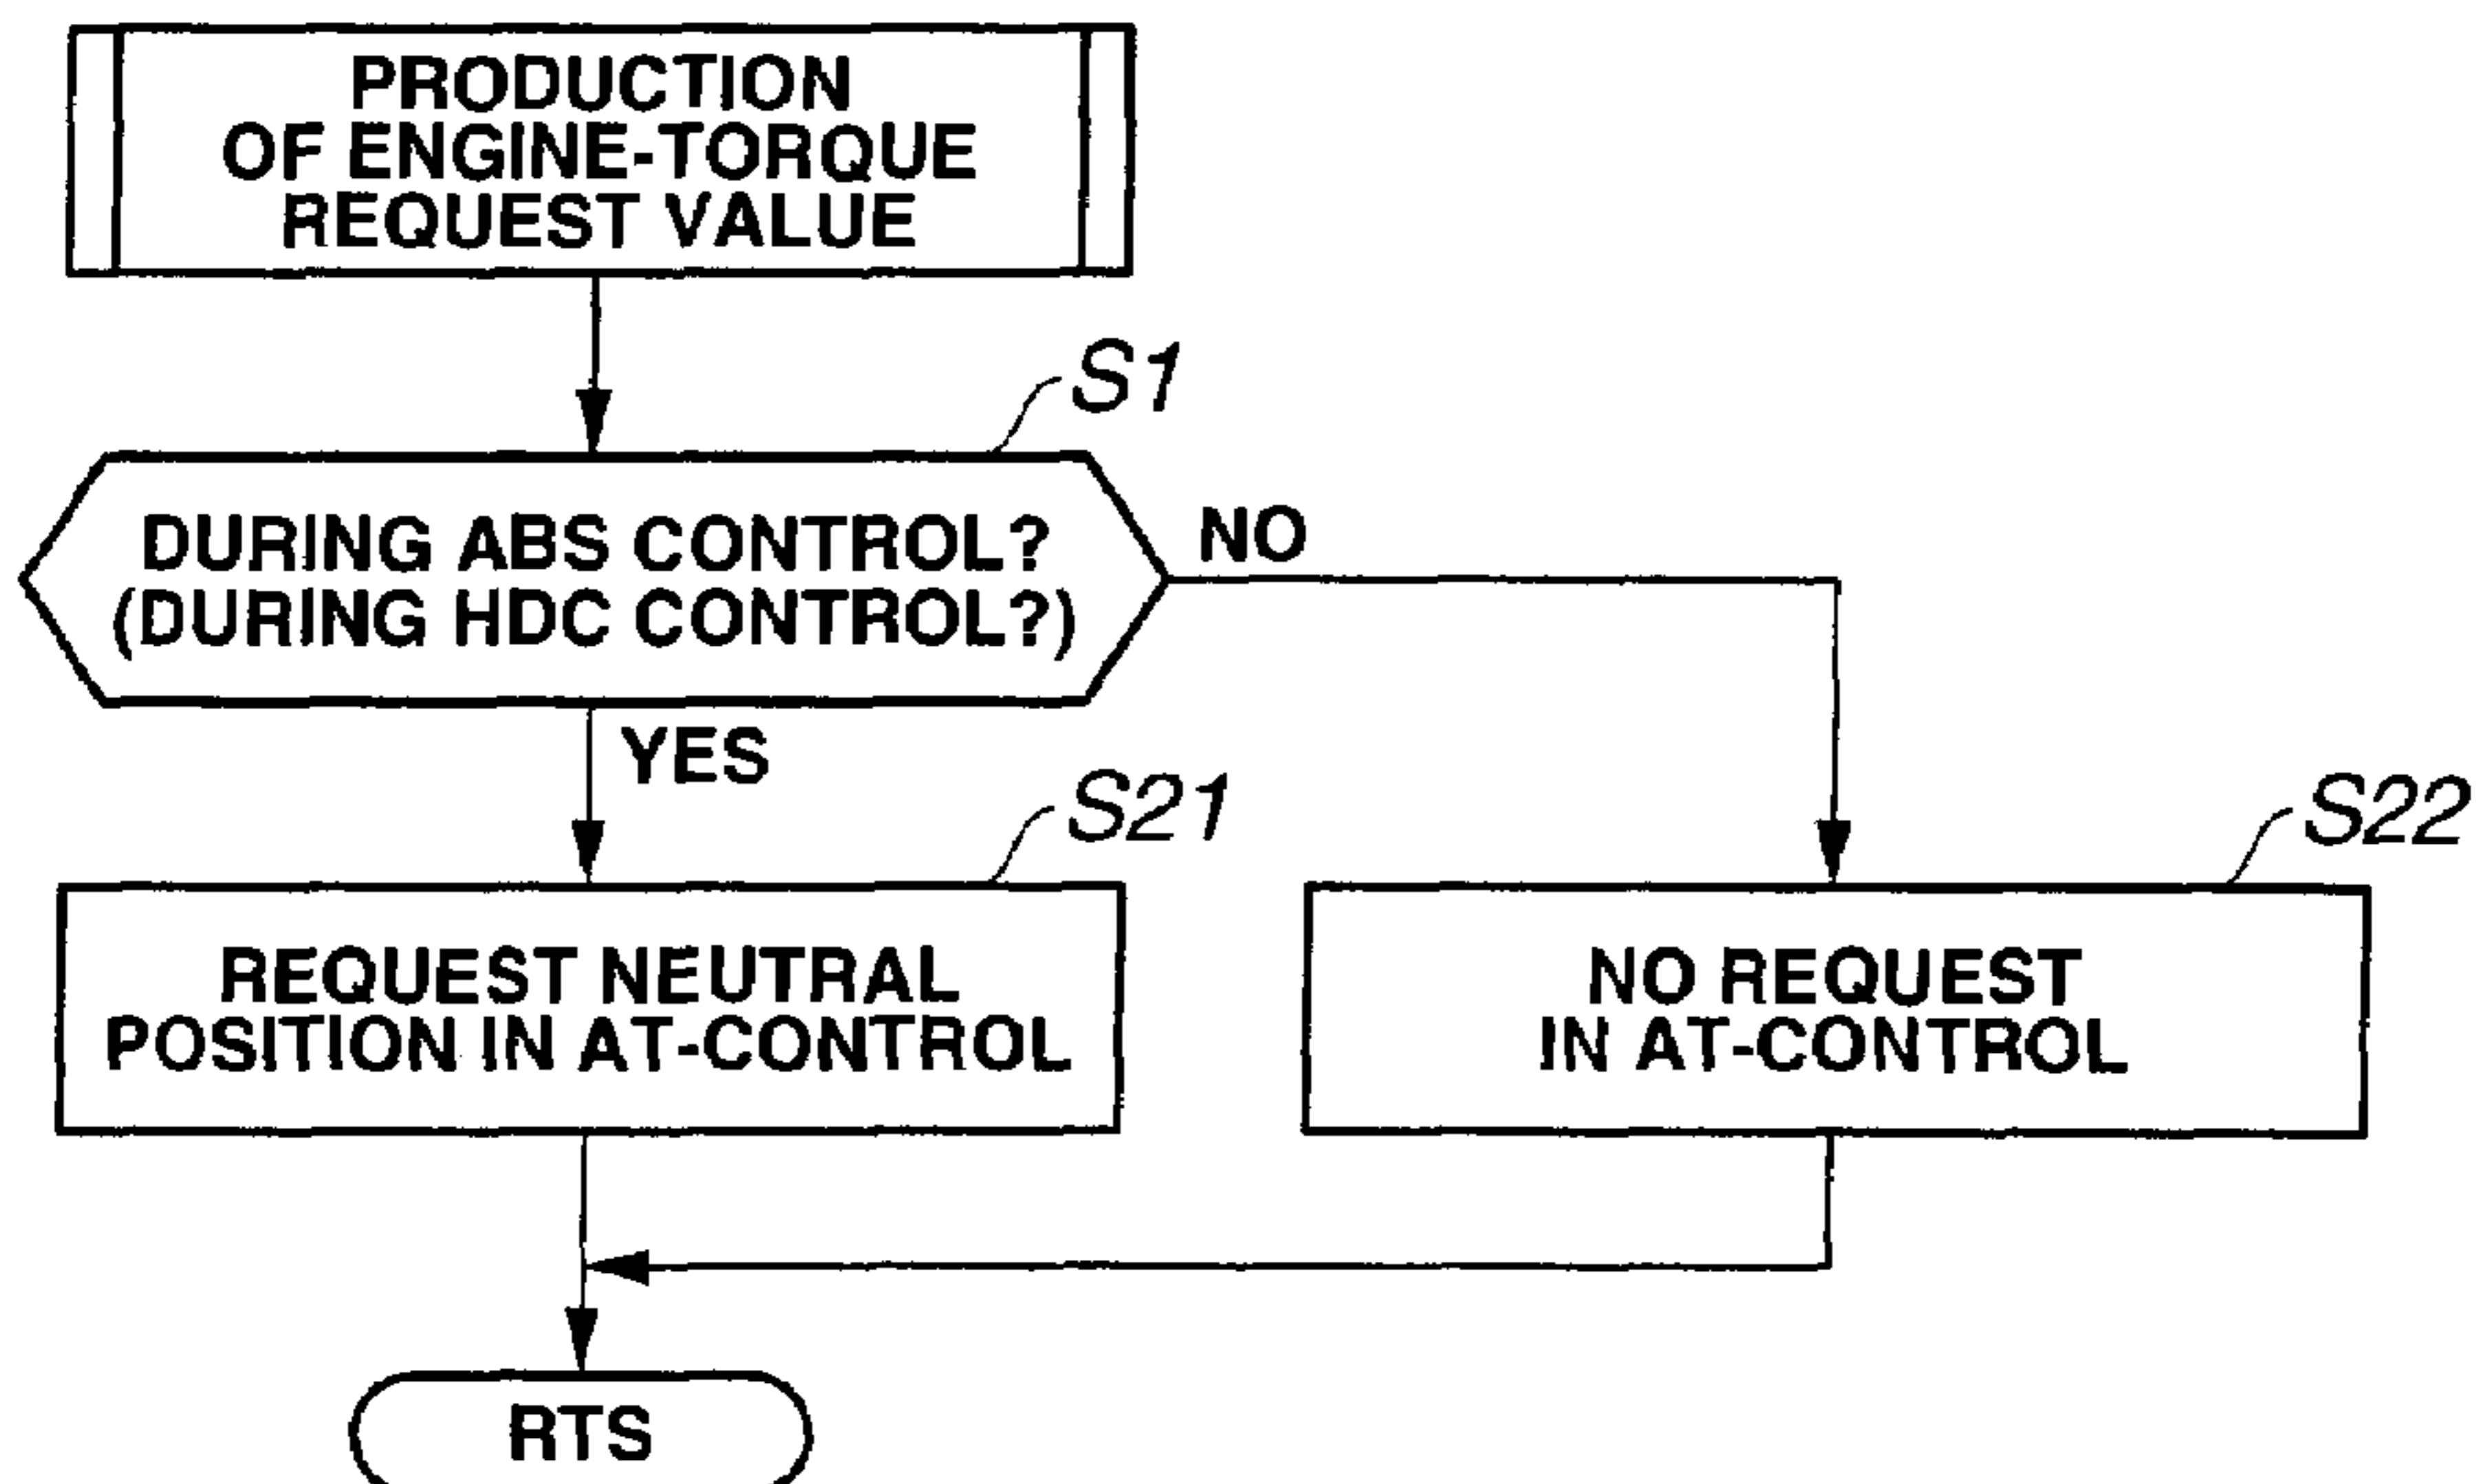 PRODUCTION
OF ENGINE-TORQUE
REQUEST VALUE
S1
DURING ABS CONTROL?
(DURING HDC CONTROL?)
NO
YES
S21
S22
REQUEST NEUTRAL
POSITION IN AT-CONTROL
NO REQUEST
IN AT-CONTROL
RTS